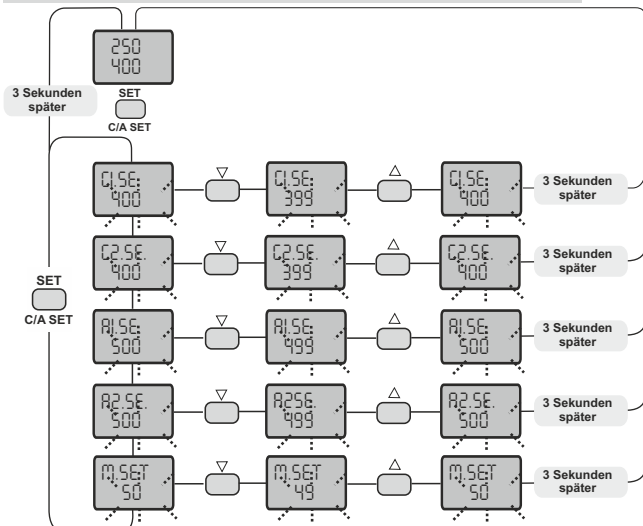 250
400
3 Sekunden
später
SET
C/A SET
C1.SE.
400
C1.SE.
399
C1.SE.
400
3 Sekunden
später
C2.SE.
400
C2.SE.
399
C2.SE.
400
3 Sekunden
später
SET
C/A SET
A1.SE.
500
A1.SE.
499
A1.SE.
500
3 Sekunden
später
A2.SE.
500
A2SG.
499
A2.SE.
500
3 Sekunden
später
M.SET
50
M.SET
49
M.SET
50
3 Sekunden
später